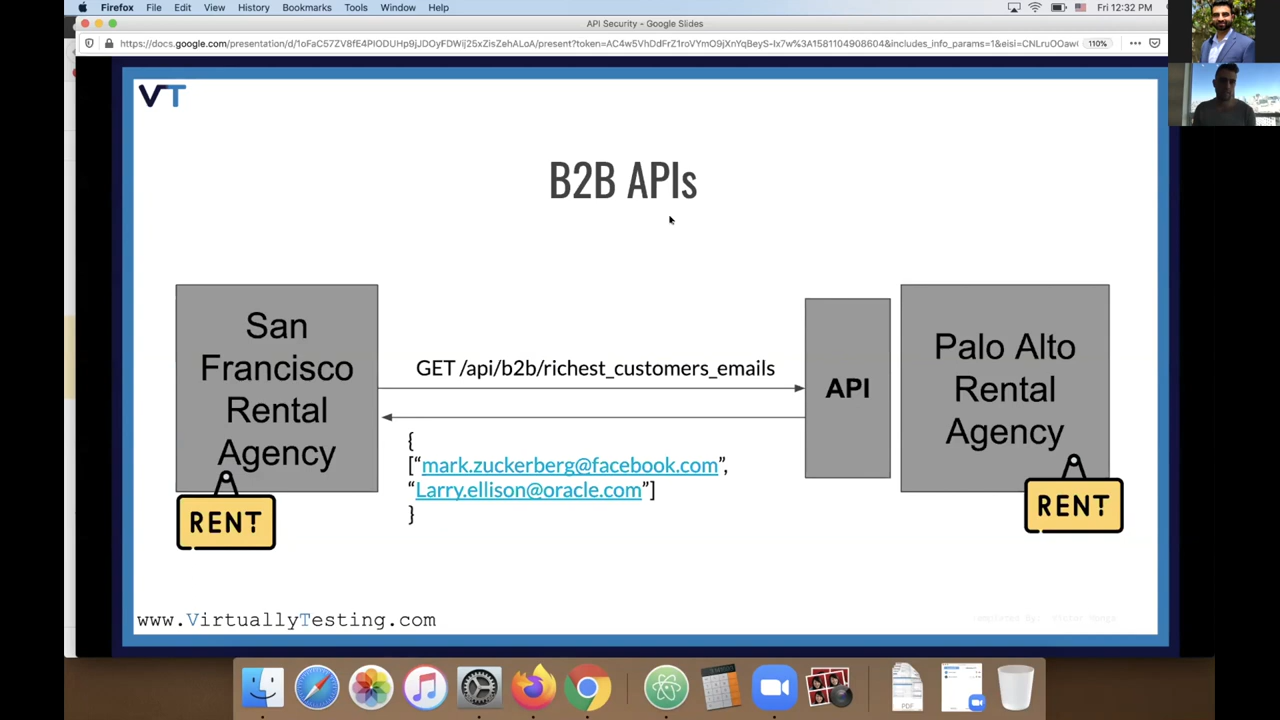 Firefox File Edit View History Bookmarks Tools Window Help Fri 12:32 PM
API Security - Google Slides
110%
VT
B2B APIs
San
Francisco
Rental
Agency
GET /api/b2b/richest_customers_emails
{
[“mark.zuckerberg@facebook.com”,
“Larry.ellison@oracle.com”]
}
API
Palo Alto
Rental
Agency
RENT
RENT
www.VirtuallyTesting.com
PDF